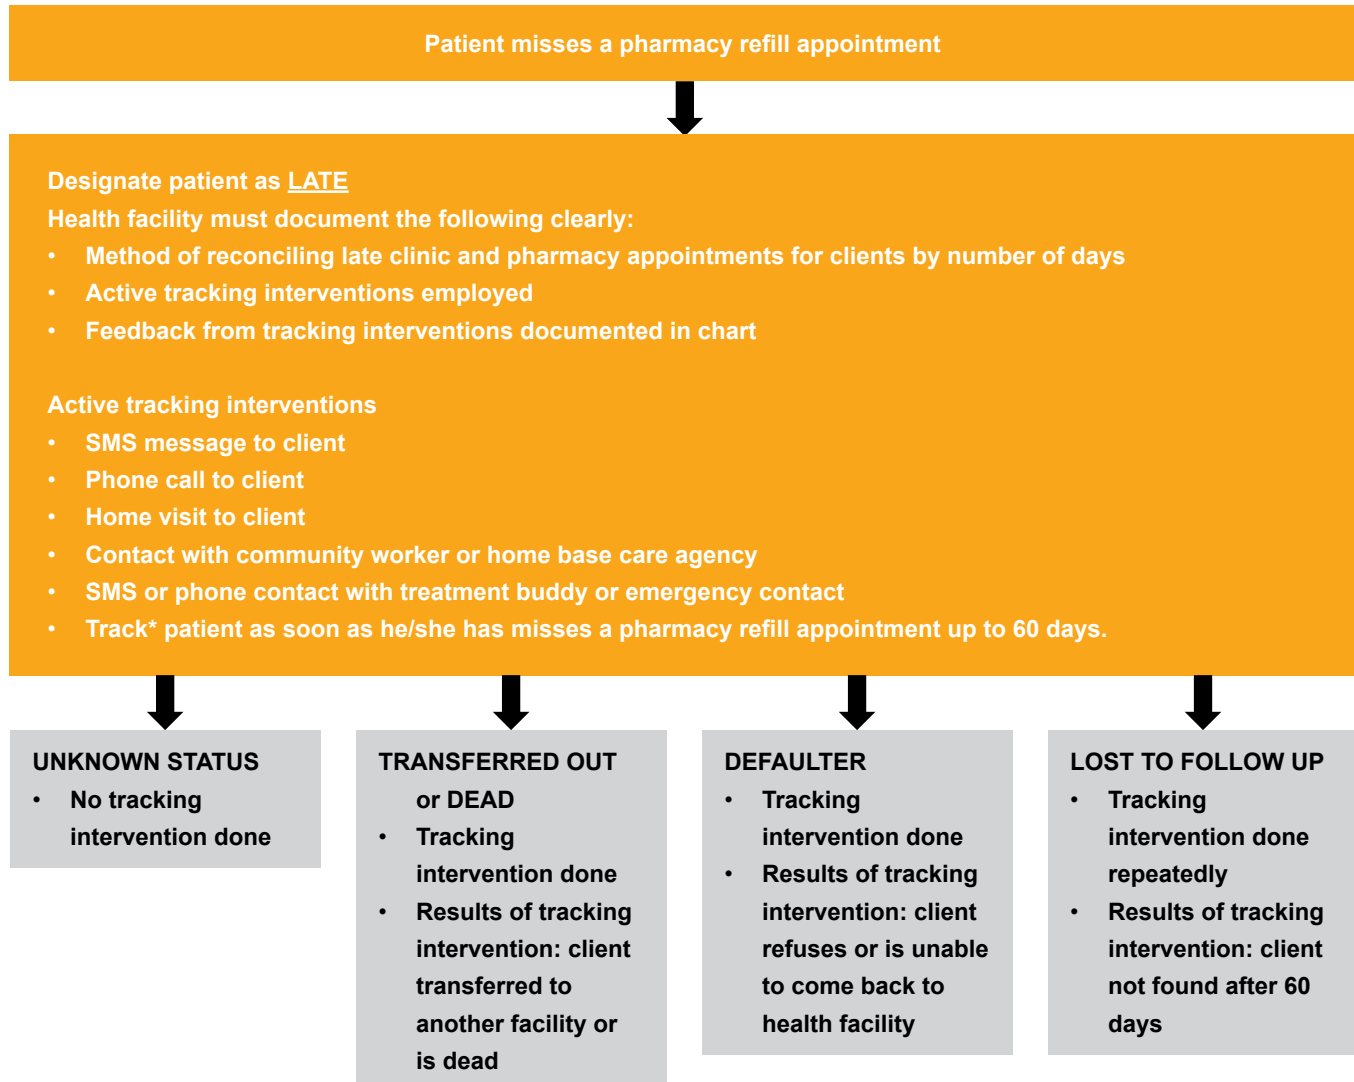 Patient misses a pharmacy refill appointment
Designate patient as LATE
Health facility must document the following clearly:
• Method of reconciling late clinic and pharmacy appointments for clients by number of days
• Active tracking interventions employed
• Feedback from tracking interventions documented in chart
Active tracking interventions
• SMS message to client
• Phone call to client
• Home visit to client
• Contact with community worker or home base care agency
• SMS or phone contact with treatment buddy or emergency contact
• Track* patient as soon as he/she has misses a pharmacy refill appointment up to 60 days.
UNKNOWN STATUS
• No tracking
intervention done
TRANSFERRED OUT
or DEAD
• Tracking
intervention done
• Results of tracking
intervention: client
transferred to
another facility or
is dead
DEFAULTER
• Tracking
intervention done
• Results of tracking
intervention: client
refuses or is unable
to come back to
health facility
LOST TO FOLLOW UP
• Tracking
intervention done
repeatedly
• Results of tracking
intervention: client
not found after 60
days